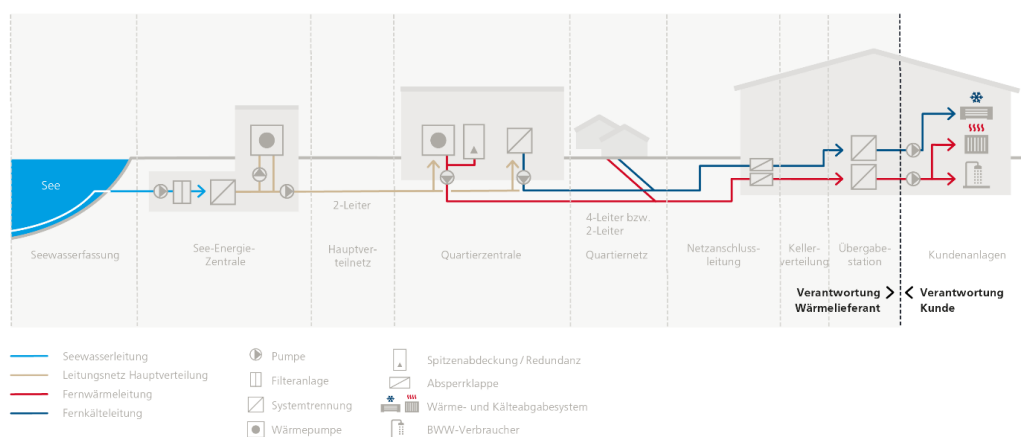 See
2-Leiter
4-Leiter bzw.
2-Leiter
Seewasserfassung
See-Energie-
Zentrale
Hauptver-
teilnetz
Quartierzentrale
Quartiernetz
Netzanschluss-
leitung
Keller-
verteilung
Übergabe-
station
Kundenanlagen
Verantwortung
Wärmelieferant
Verantwortung
Kunde
Seewasserleitung
Leitungsnetz Hauptverteilung
Fernwärmeleitung
Fernkälteleitung
Pumpe
Filteranlage
Systemtrennung
Wärmepumpe
Spitzenabdeckung / Redundanz
Absperrklappe
Wärme- und Kälteabgabesystem
BWW-Verbraucher